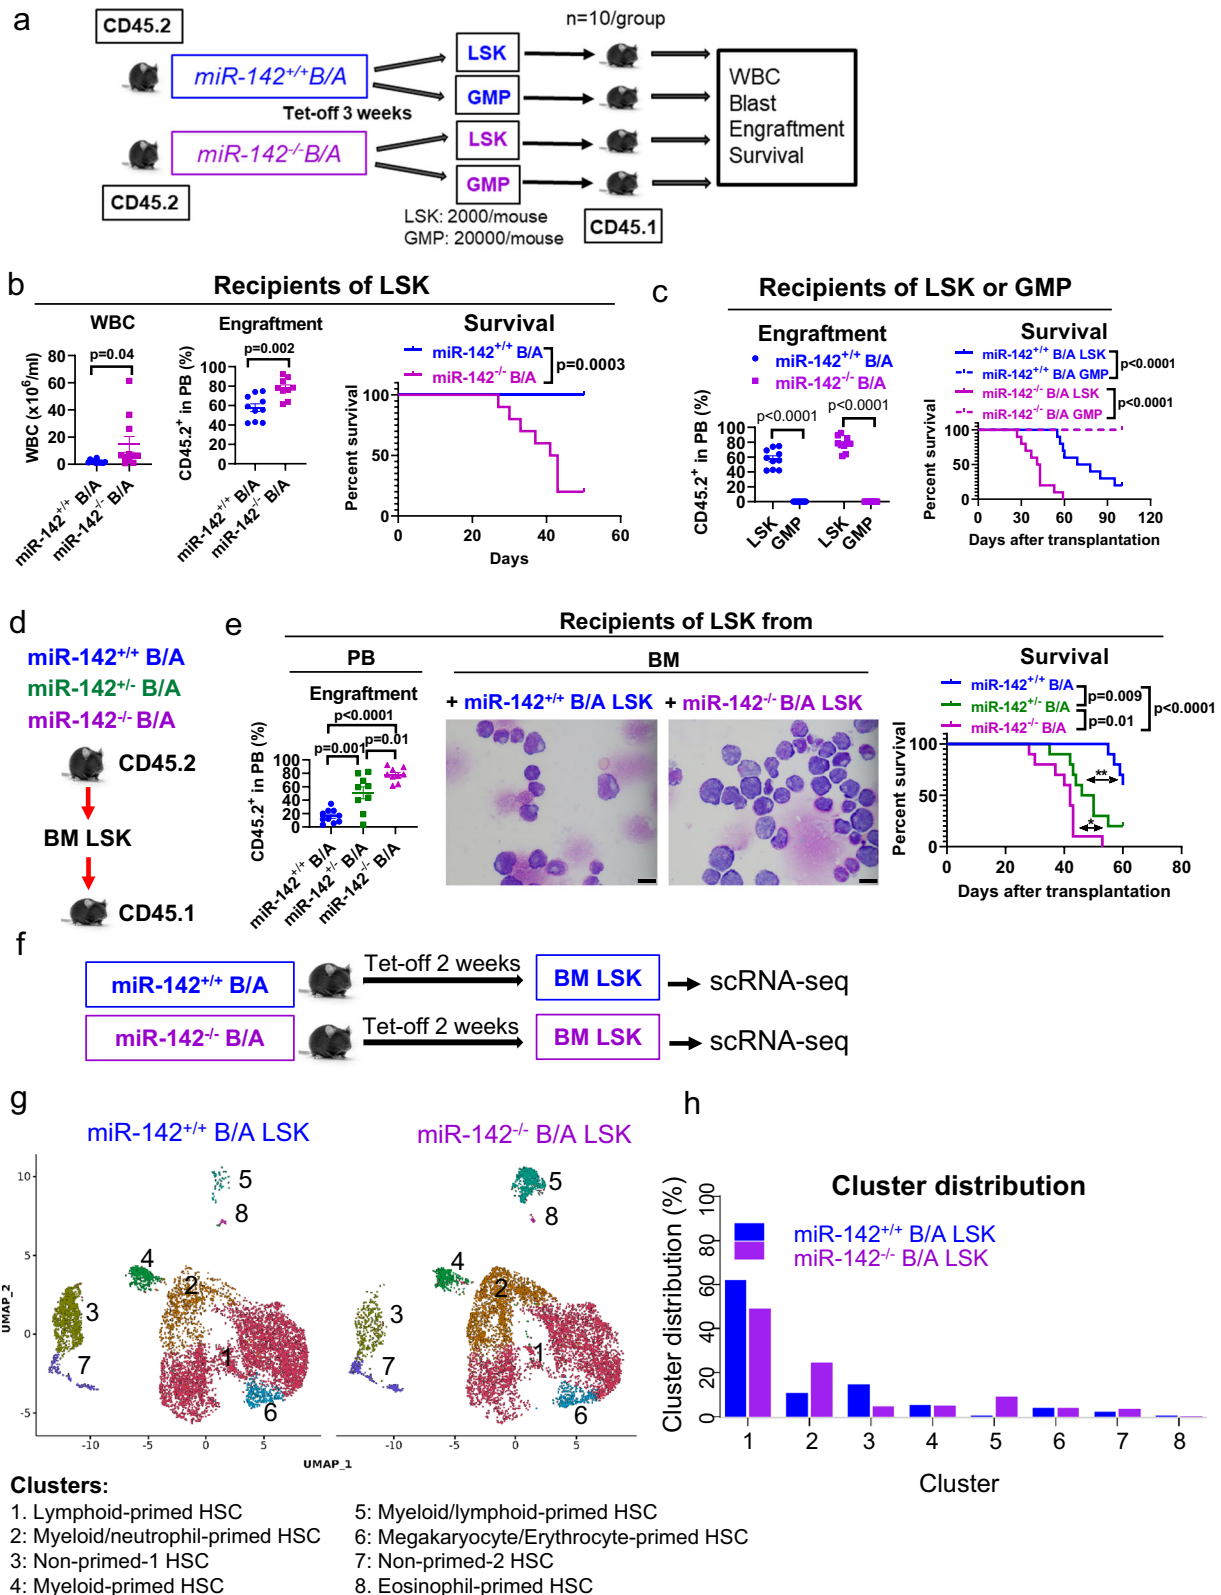 a
CD45.2
miR-142+/+B/A
Tet-off 3 weeks
miR-142-/-B/A
CD45.2
LSK
GMP
LSK
GMP
LSK: 2000/mouse
GMP: 20000/mouse
n=10/group
CD45.1
WBC
Blast
Engraftment
Survival
b
Recipients of LSK
WBC
p=0.04
WBC (x10^6/ml)
80
60
40
20
0
miR-142+/+ B/A
miR-142-/- B/A
Engraftment
p=0.002
CD45.2+ in PB (%)
100
80
60
40
20
0
miR-142+/+ B/A
miR-142-/- B/A
Survival
miR-142+/+ B/A
miR-142-/- B/A
p=0.0003
Percent survival
100
50
0
0 20 40 60
Days
c
Recipients of LSK or GMP
Engraftment
miR-142+/+ B/A
miR-142-/- B/A
p<0.0001 p<0.0001
CD45.2+ in PB (%)
100
80
60
40
20
0
LSK GMP LSK GMP
Survival
miR-142+/+ B/A LSK
miR-142+/+ B/A GMP
p<0.0001
miR-142-/- B/A LSK
miR-142-/- B/A GMP
p<0.0001
Percent survival
100
50
0
0 30 60 90 120
Days after transplantation
d
miR-142+/+ B/A
miR-142+/- B/A
miR-142-/- B/A
CD45.2
BM LSK
CD45.1
e
Recipients of LSK from
PB
Engraftment
p<0.0001
p=0.001 p=0.01
CD45.2+ in PB (%)
100
80
60
40
20
0
miR-142+/+ B/A
miR-142+/- B/A
miR-142-/- B/A
BM
+ miR-142+/+ B/A LSK
+ miR-142-/- B/A LSK
Survival
miR-142+/+ B/A
miR-142+/- B/A
miR-142-/- B/A
p=0.009
p=0.01
p<0.0001
Percent survival
100
50
0
**
*
0 20 40 60 80
Days after transplantation
f
miR-142+/+ B/A
Tet-off 2 weeks
BM LSK
scRNA-seq
miR-142-/- B/A
Tet-off 2 weeks
BM LSK
scRNA-seq
g
miR-142+/+ B/A LSK
miR-142-/- B/A LSK
UMAP_2
10
5
0
-5
5
8
4
2
3
7
1
6
5
8
4
2
3
7
1
6
-10 -5 0 5
-10 -5 0 5
UMAP_1
h
Cluster distribution
Cluster distribution (%)
100
80
60
40
20
0
miR-142+/+ B/A LSK
miR-142-/- B/A LSK
1 2 3 4 5 6 7 8
Cluster
Clusters:
1. Lymphoid-primed HSC
2: Myeloid/neutrophil-primed HSC
3: Non-primed-1 HSC
4: Myeloid-primed HSC
5: Myeloid/lymphoid-primed HSC
6: Megakaryocyte/Erythrocyte-primed HSC
7: Non-primed-2 HSC
8. Eosinophil-primed HSC